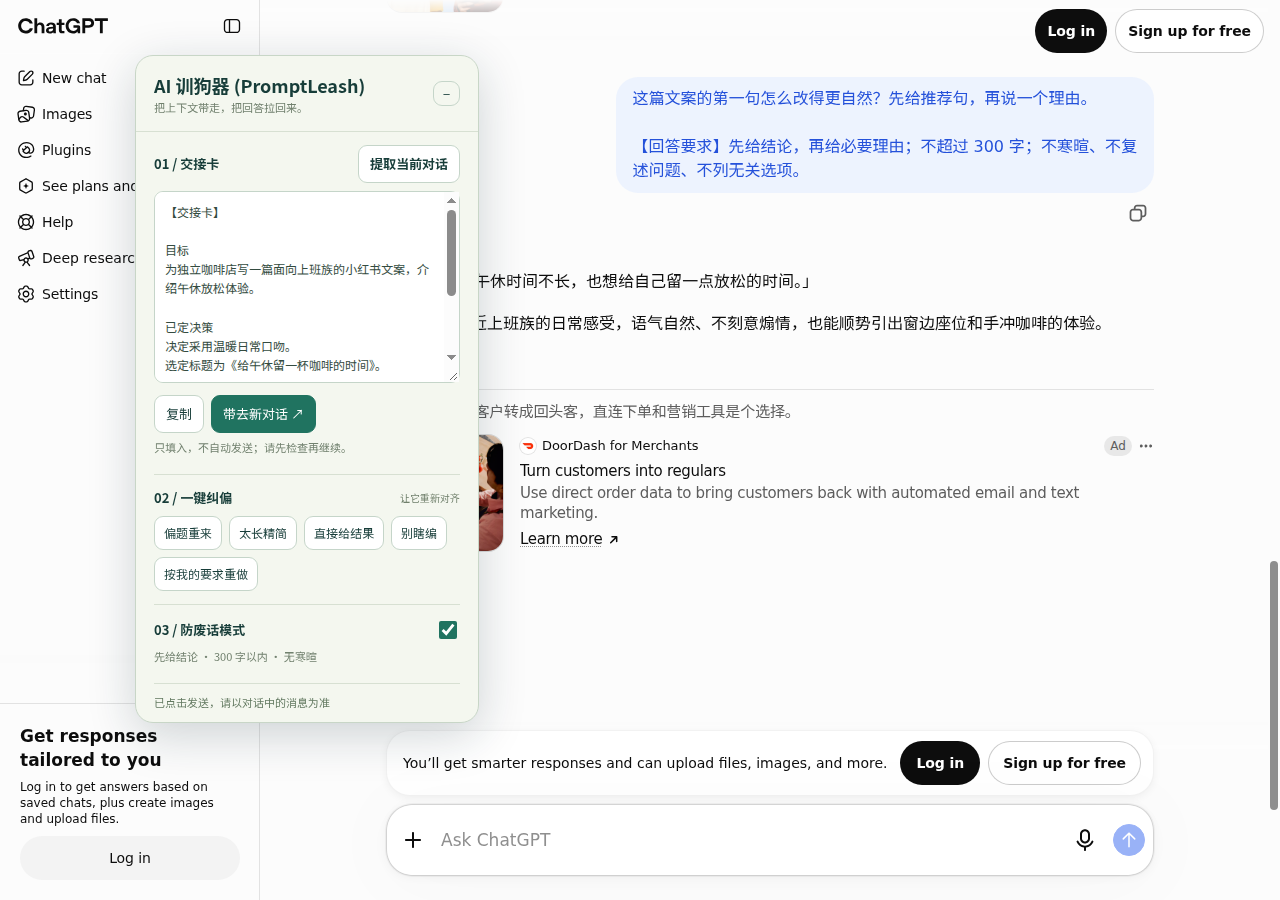 ChatGPT
New chat
Images
Plugins
See plans and
Help
Deep researc
Settings
Get responses
tailored to you
Log in to get answers based on
saved chats, plus create images
and upload files.
Log in
AI 训狗器 (PromptLeash)
把上下文带走，把回答拉回来。
–
01 / 交接卡
提取当前对话
【交接卡】
目标
为独立咖啡店写一篇面向上班族的小红书文案，介
绍午休放松体验。
已定决策
决定采用温暖日常口吻。
选定标题为《给午休留一杯咖啡的时间》。
复制
带去新对话 ↗
只填入，不自动发送；请先检查再继续。
02 / 一键纠偏
让它重新对齐
偏题重来
太长精简
直接给结果
别瞎编
按我的要求重做
03 / 防废话模式
先给结论 · 300 字以内 · 无寒暄
已点击发送，请以对话中的消息为准
Log in
Sign up for free
这篇文案的第一句怎么改得更自然？先给推荐句，再说一个理由。
【回答要求】先给结论，再给必要理由；不超过 300 字；不寒暄、不复
述问题、不列无关选项。
午休时间不长，也想给自己留一点放松的时间。」
近上班族的日常感受，语气自然、不刻意煽情，也能顺势引出窗边座位和手冲咖啡的体验。
客户转成回头客，直连下单和营销工具是个选择。
DoorDash for Merchants
Ad
Turn customers into regulars
Use direct order data to bring customers back with automated email and text
marketing.
Learn more
You’ll get smarter responses and can upload files, images, and more.
Log in
Sign up for free
Ask ChatGPT